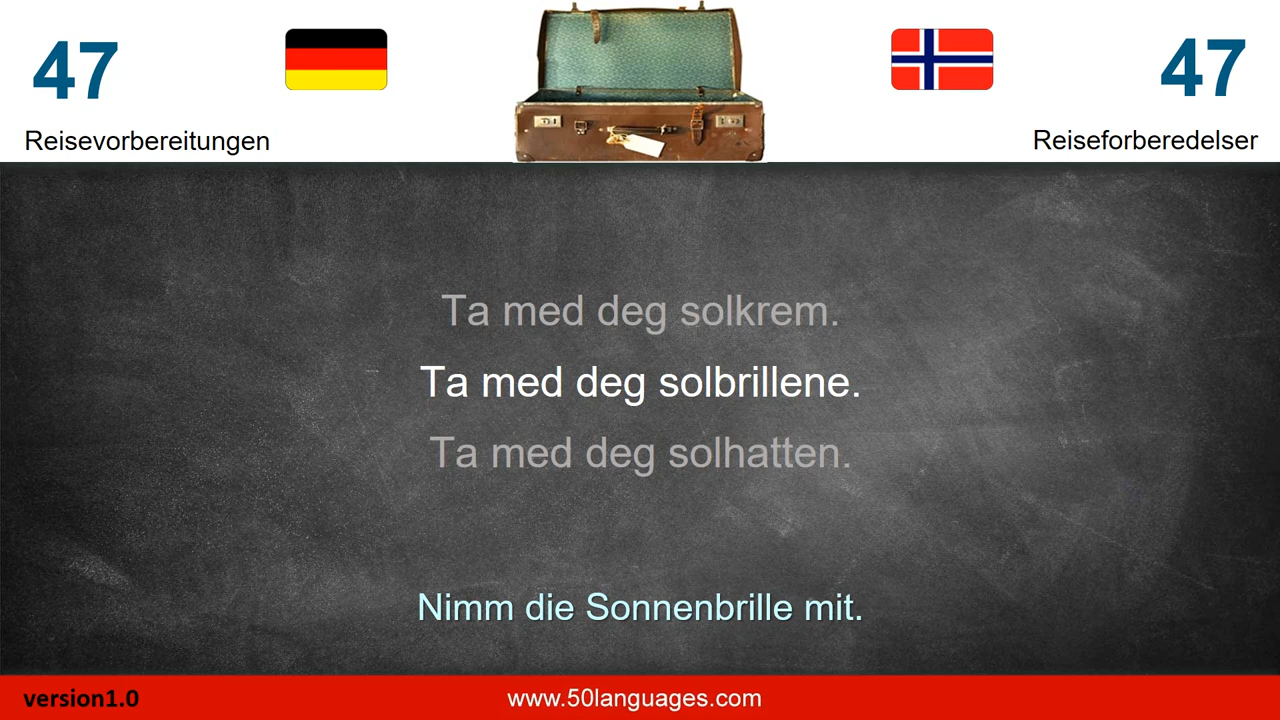 47
47
Reisevorbereitungen
Reiseforberedelser
Ta med deg solkrem.
Ta med deg solbrillene.
Ta med deg solhatten.
Nimm die Sonnenbrille mit.
version1.0
www.50languages.com